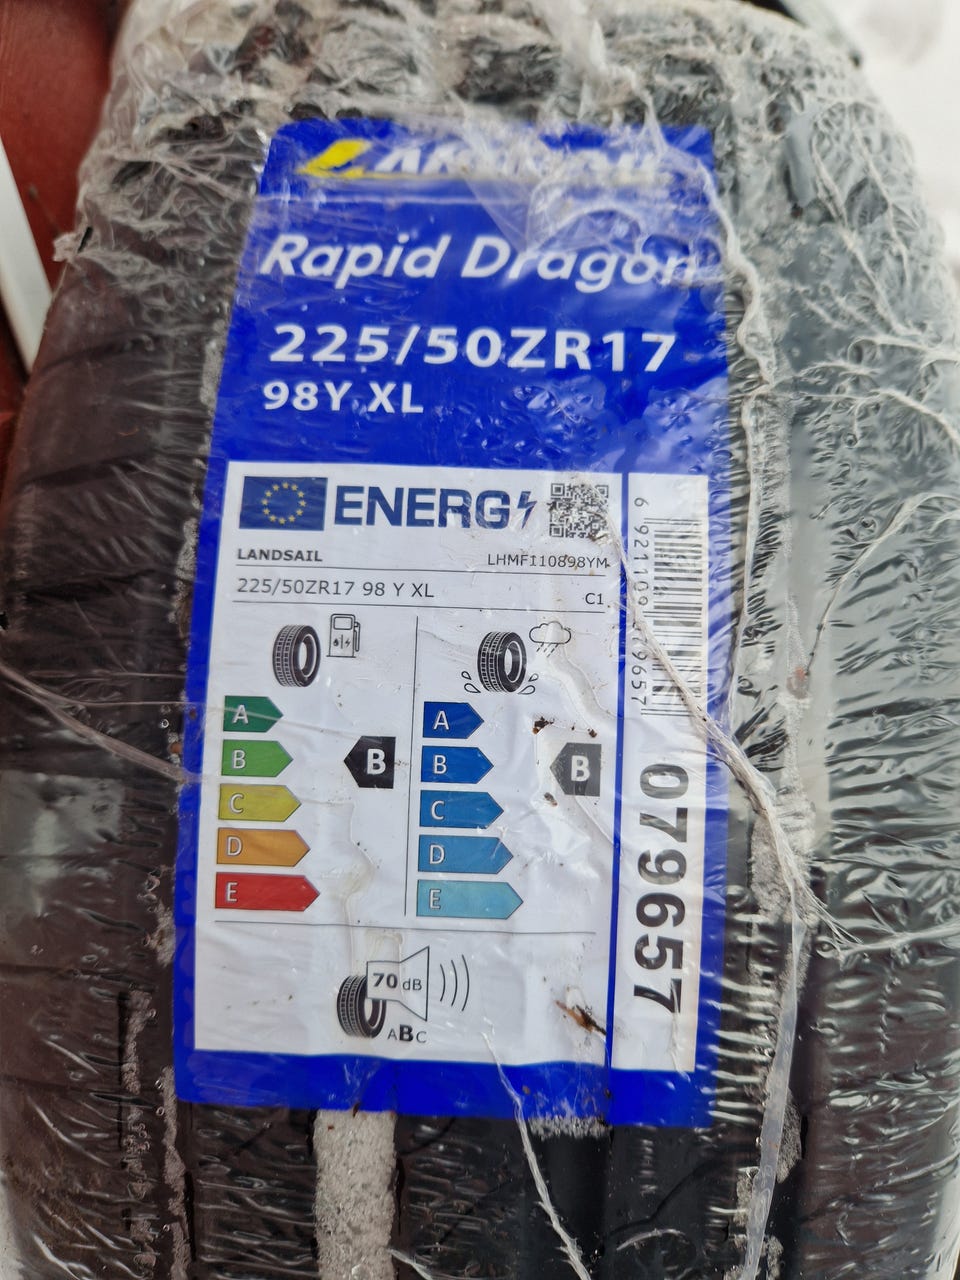 Rapid Dragon
225/50ZR17
98Y XL
ENERG
LANDSAIL
LHMFI10898YM
225/50ZR17 98 Y XL
C1
A
B
C
D
E
B
A
B
C
D
E
B
70 dB
ABC
079657